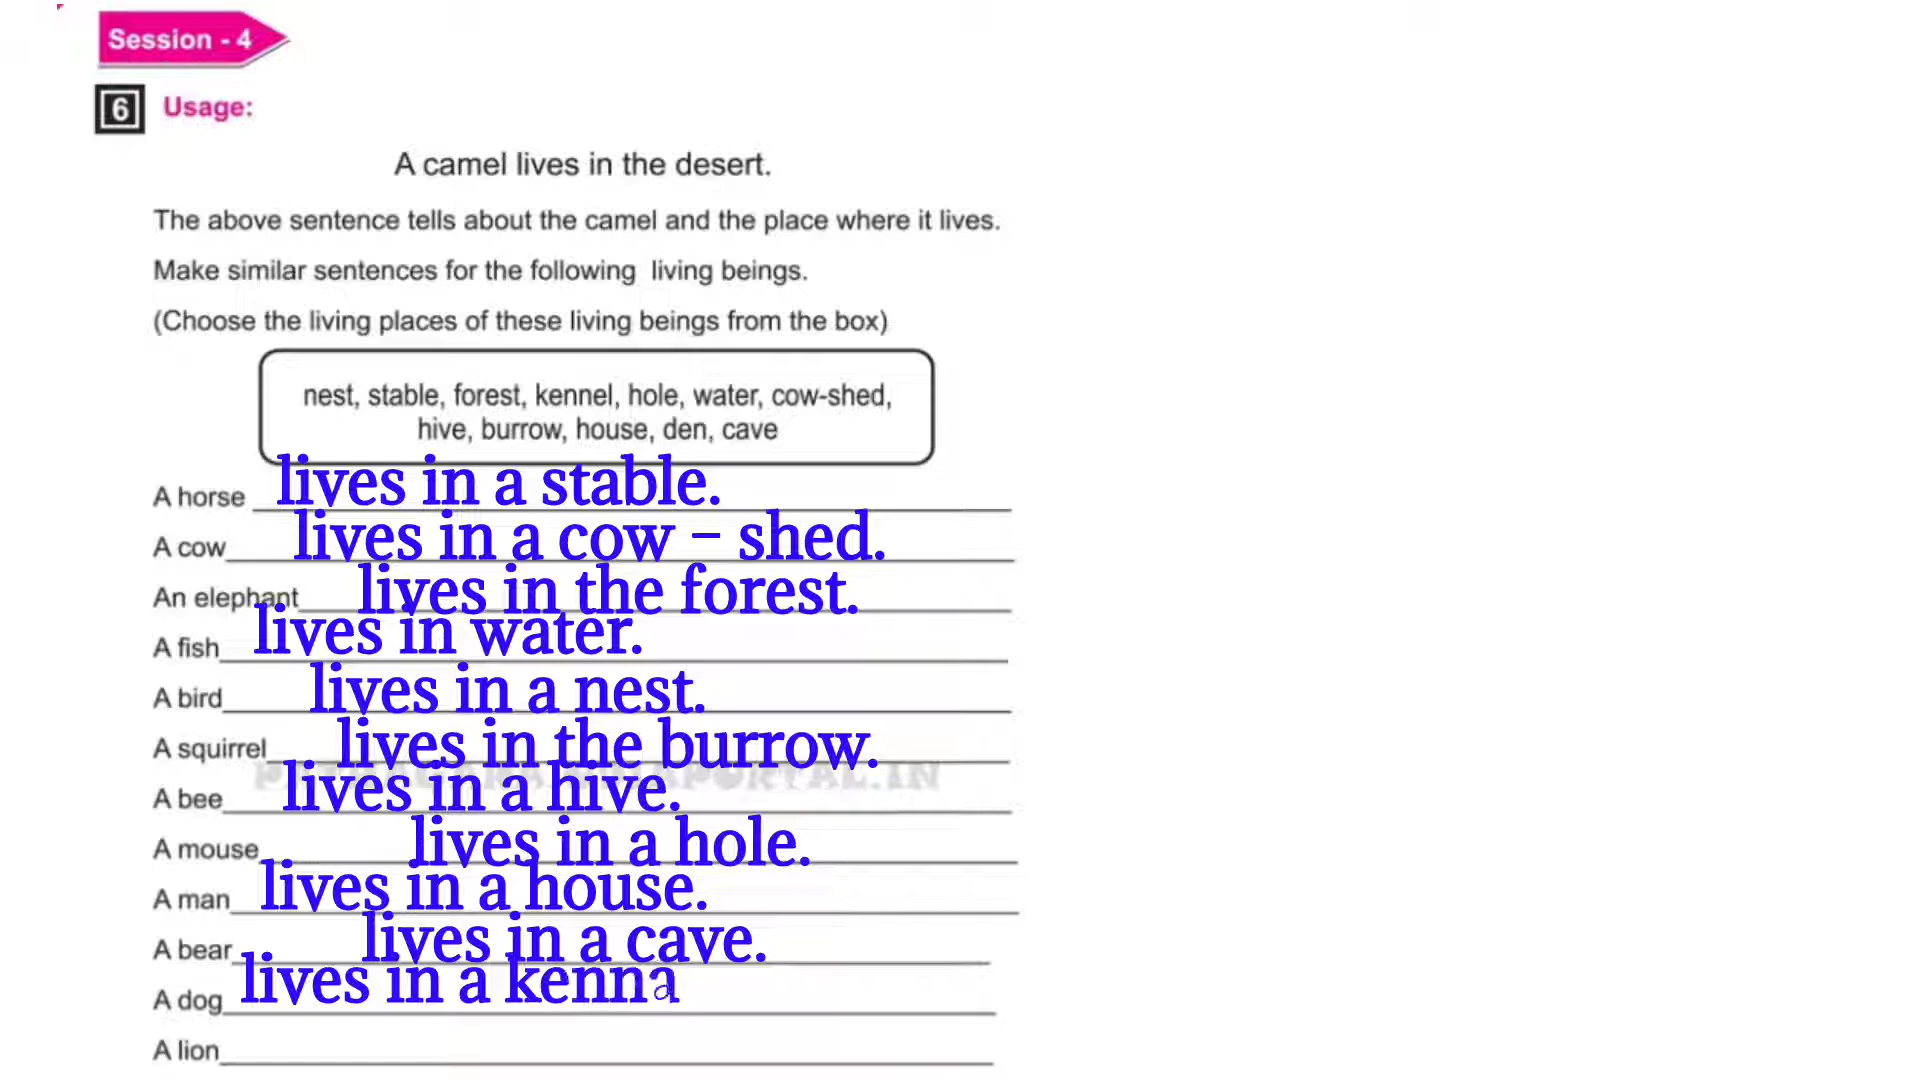 Session - 4
6 Usage:
A camel lives in the desert.
The above sentence tells about the camel and the place where it lives.
Make similar sentences for the following living beings.
(Choose the living places of these living beings from the box)
nest, stable, forest, kennel, hole, water, cow-shed,
hive, burrow, house, den, cave
A horse lives in a stable.
A cow lives in a cow - shed.
An elephant lives in the forest.
A fish lives in water.
A bird lives in a nest.
A squirrel lives in the burrow.
A bee lives in a hive.
A mouse lives in a hole.
A man lives in a house.
A bear lives in a cave.
A dog lives in a kenna
A lion